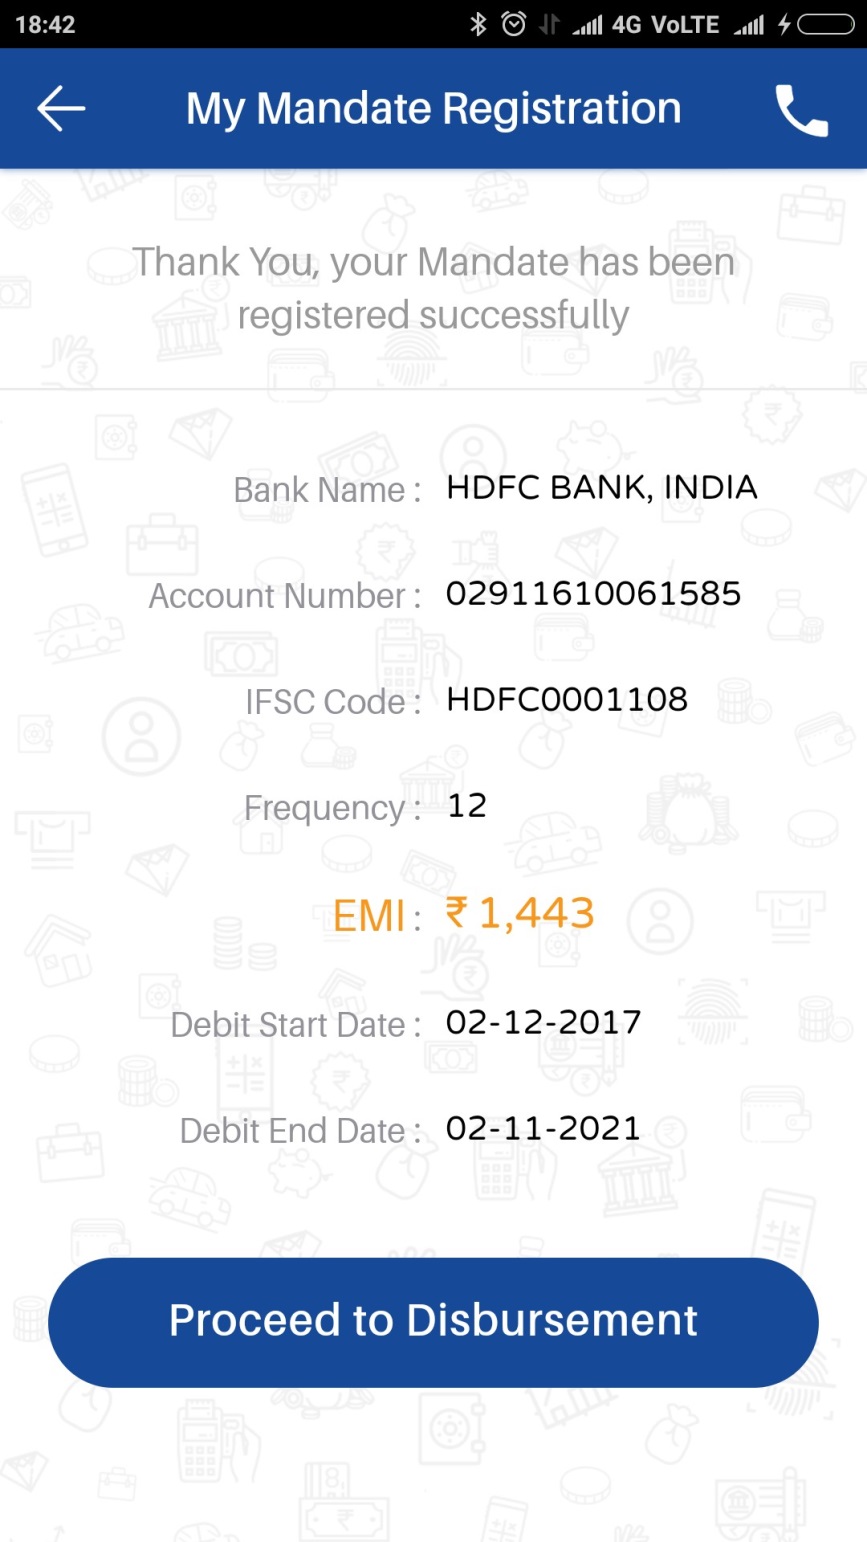 18:42 4G VoLTE
My Mandate Registration
Thank You, your Mandate has been
registered successfully
Bank Name : HDFC BANK, INDIA
Account Number : 02911610061585
IFSC Code : HDFC0001108
Frequency : 12
EMI : ₹ 1,443
Debit Start Date : 02-12-2017
Debit End Date : 02-11-2021
Proceed to Disbursement